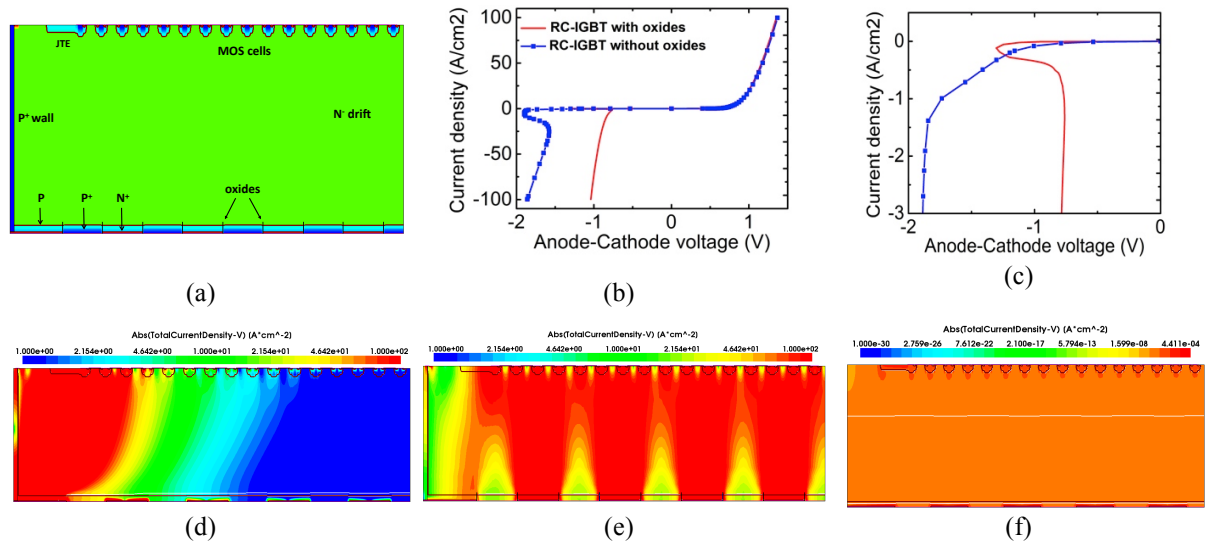 (a)
JTE
MOS cells
P+ wall
N- drift
P
P+
N+
oxides
(b)
RC-IGBT with oxides
RC-IGBT without oxides
Current density (A/cm2)
100
50
0
-50
-100
-2
-1
0
1
Anode-Cathode voltage (V)
(c)
Current density (A/cm2)
0
-1
-2
-3
-2
-1
0
Anode-Cathode voltage (V)
Abs(TotalCurrentDensity-V) (A*cm^-2)
1.000e+00 2.154e+00 4.642e+00 1.000e+01 2.154e+01 4.642e+01 1.000e+02
(d)
Abs(TotalCurrentDensity-V) (A*cm^-2)
1.000e+00 2.154e+00 4.642e+00 1.000e+01 2.154e+01 4.642e+01 1.000e+02
(e)
Abs(TotalCurrentDensity-V) (A*cm^-2)
1.000e-30 2.759e-26 7.612e-22 2.100e-17 5.794e-13 1.599e-08 4.411e-04
(f)